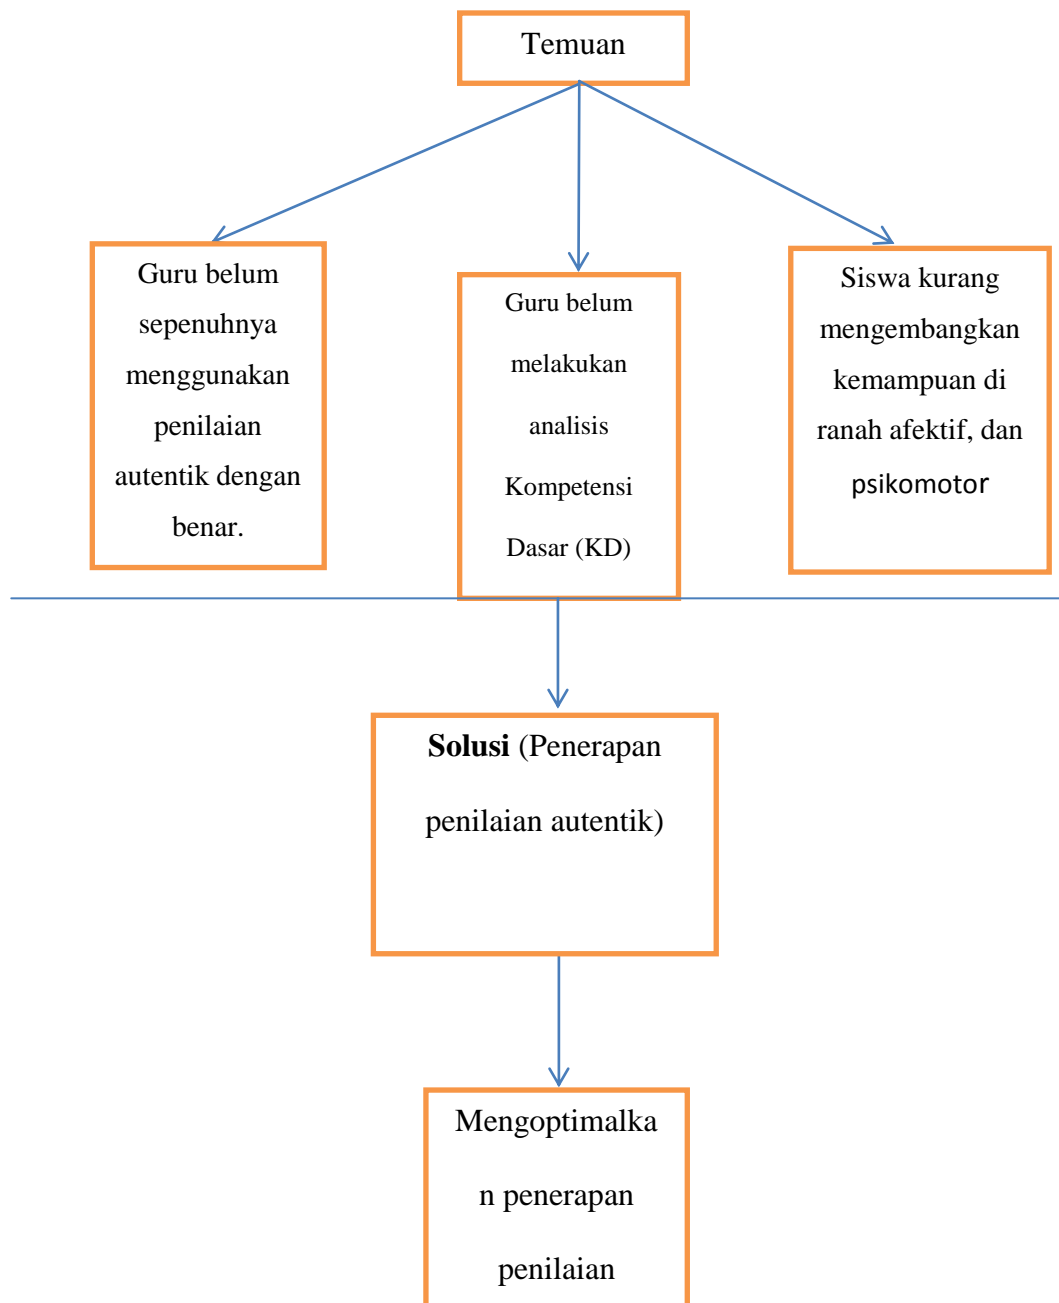 Temuan
Guru belum
sepenuhnya
menggunakan
penilaian
autentik dengan
benar.
Guru belum
melakukan
analisis
Kompetensi
Dasar (KD)
Siswa kurang
mengembangkan
kemampuan di
ranah afektif, dan
psikomotor
Solusi (Penerapan
penilaian autentik)
Mengoptimalka
n penerapan
penilaian